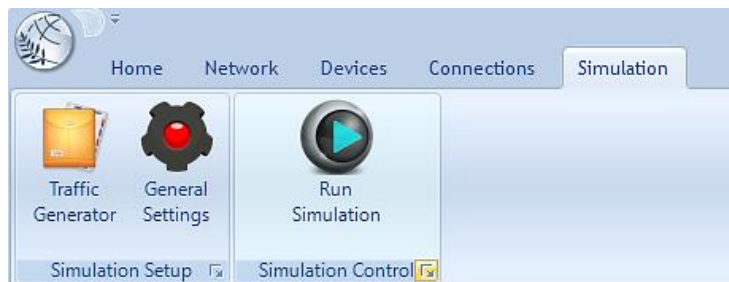 Home Network Devices Connections Simulation
Traffic Generator
General Settings
Run Simulation
Simulation Setup
Simulation Control